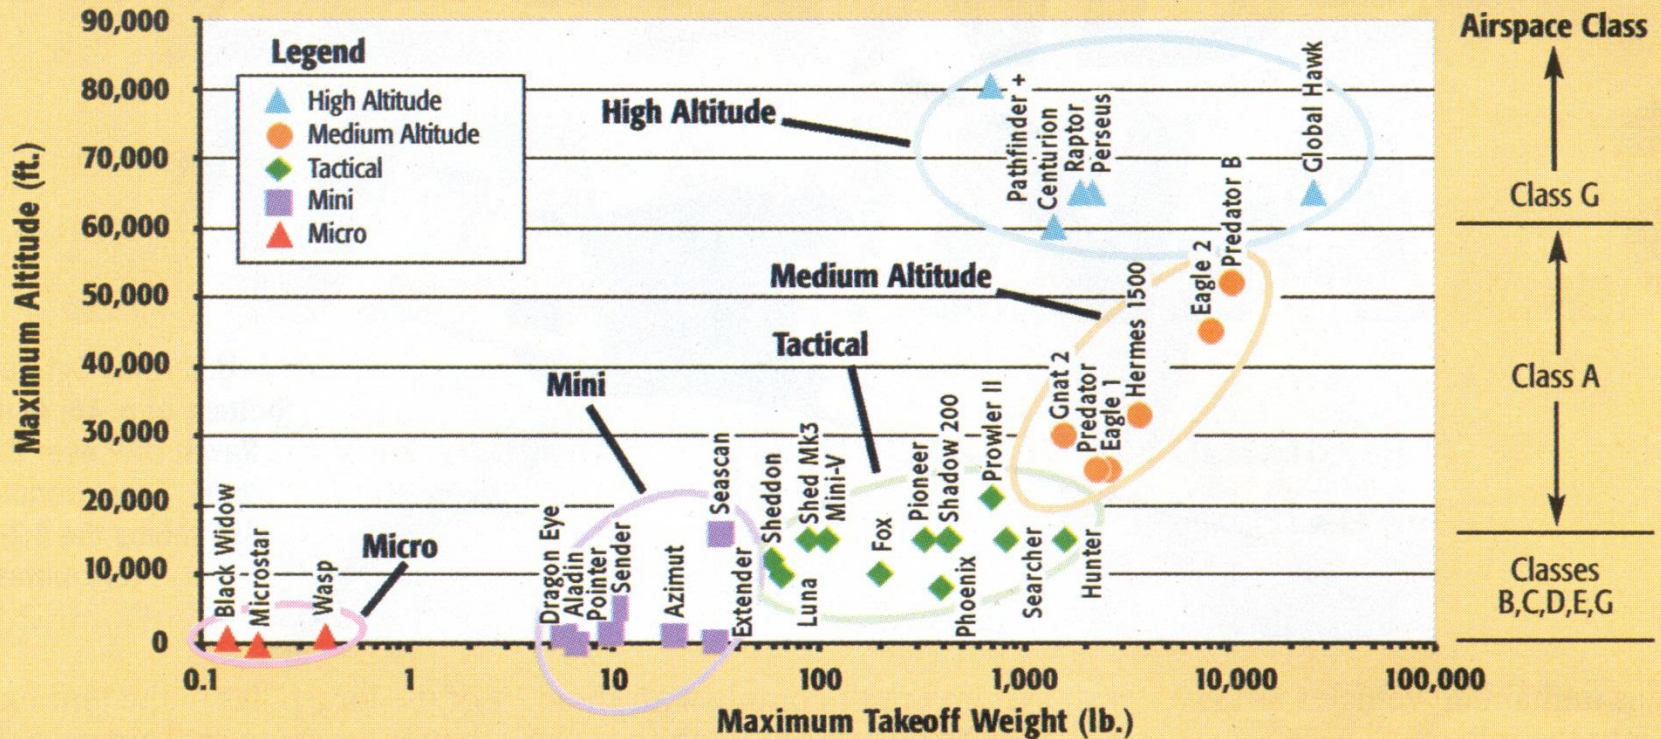 90,000
80,000
70,000
60,000
50,000
40,000
30,000
20,000
10,000
0
Maximum Altitude (ft.)
Legend
High Altitude
Medium Altitude
Tactical
Mini
Micro
High Altitude
Medium Altitude
Tactical
Mini
Micro
Black Widow
Microstar
Wasp
Dragon Eye
Aladin
Pointer
Sender
Azimut
Seascan
Extender
Sheddon
Luna
Shed Mk3
Mini-V
Fox
Pioneer
Shadow 200
Phoenix
Prowler II
Searcher
Hunter
Gnat 2
Predator
Eagle 1
Hermes 1500
Eagle 2
Predator B
Pathfinder +
Centurion
Raptor
Perseus
Global Hawk
0.1
1
10
100
1,000
10,000
100,000
Maximum Takeoff Weight (lb.)
Airspace Class
Class G
Class A
Classes
B,C,D,E,G